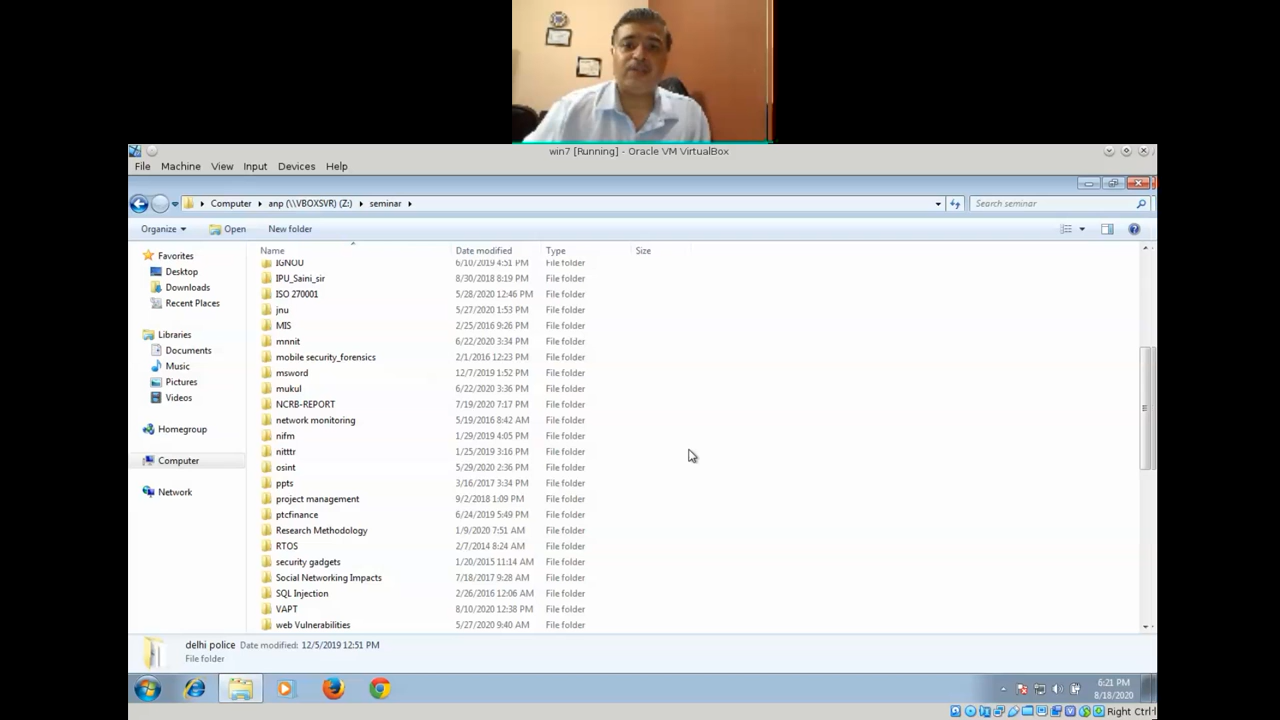 win7 [Running] - Oracle VM VirtualBox
File Machine View Input Devices Help
Computer anp (\\VBOXSVR) (Z:) seminar Search seminar
Organize Open New folder
Name Date modified Type Size
Favorites
Desktop
Downloads
Recent Places
Libraries
Documents
Music
Pictures
Videos
Homegroup
Computer
Network
IGNOU 6/10/2019 4:51 PM File folder
IPU_Saini_sir 8/30/2018 8:19 PM File folder
ISO 270001 5/28/2020 12:46 PM File folder
jnu 5/27/2020 1:53 PM File folder
MIS 2/25/2016 9:26 PM File folder
mnnit 6/22/2020 3:34 PM File folder
mobile security_forensics 2/1/2016 12:23 PM File folder
msword 12/7/2019 1:52 PM File folder
mukul 6/22/2020 3:36 PM File folder
NCRB-REPORT 7/19/2020 7:17 PM File folder
network monitoring 5/19/2016 8:42 AM File folder
nifm 1/29/2019 4:05 PM File folder
nitttr 1/25/2019 3:16 PM File folder
osint 5/29/2020 2:36 PM File folder
ppts 3/16/2017 3:34 PM File folder
project management 9/2/2018 1:09 PM File folder
ptcfinance 6/24/2019 5:49 PM File folder
Research Methodology 1/9/2020 7:51 AM File folder
RTOS 2/7/2014 8:24 AM File folder
security gadgets 1/20/2015 11:14 AM File folder
Social Networking Impacts 7/18/2017 9:28 AM File folder
SQL Injection 2/26/2016 12:06 AM File folder
VAPT 8/10/2020 12:38 PM File folder
web Vulnerabilities 5/27/2020 9:40 AM File folder
delhi police Date modified: 12/5/2019 12:51 PM
File folder
6:21 PM
8/18/2020
Right Ctrl